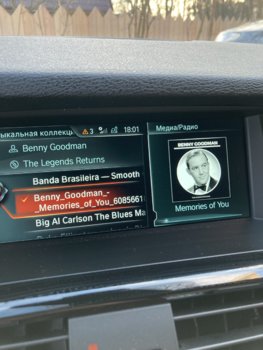 зыкальная коллекц
3
18:01
Benny Goodman
The Legends Returns
Banda Brasileira — Smooth
Benny_Goodman_-
_Memories_of_You_6085661
Big Al Carlson The Blues Ma
Медиа/Радио
BENNY GOODMAN
Memories of You